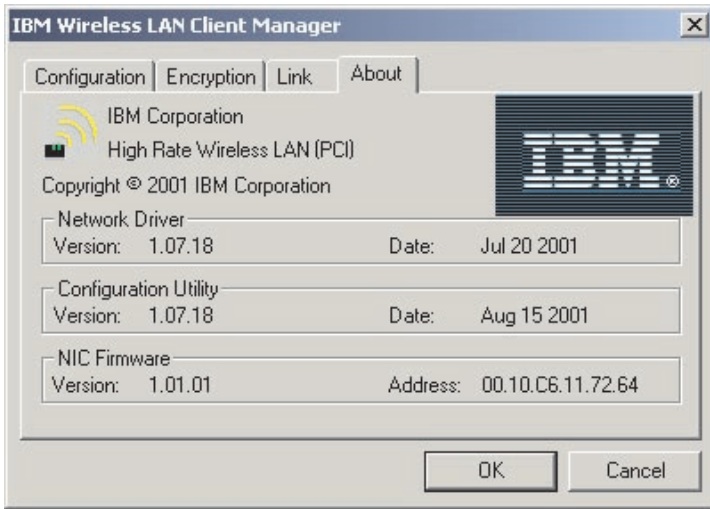 IBM Wireless LAN Client Manager
Configuration Encryption Link About
IBM Corporation
High Rate Wireless LAN (PCI)
IBM®
Copyright © 2001 IBM Corporation
Network Driver
Version: 1.07.18 Date: Jul 20 2001
Configuration Utility
Version: 1.07.18 Date: Aug 15 2001
NIC Firmware
Version: 1.01.01 Address: 00.10.C6.11.72.64
OK Cancel